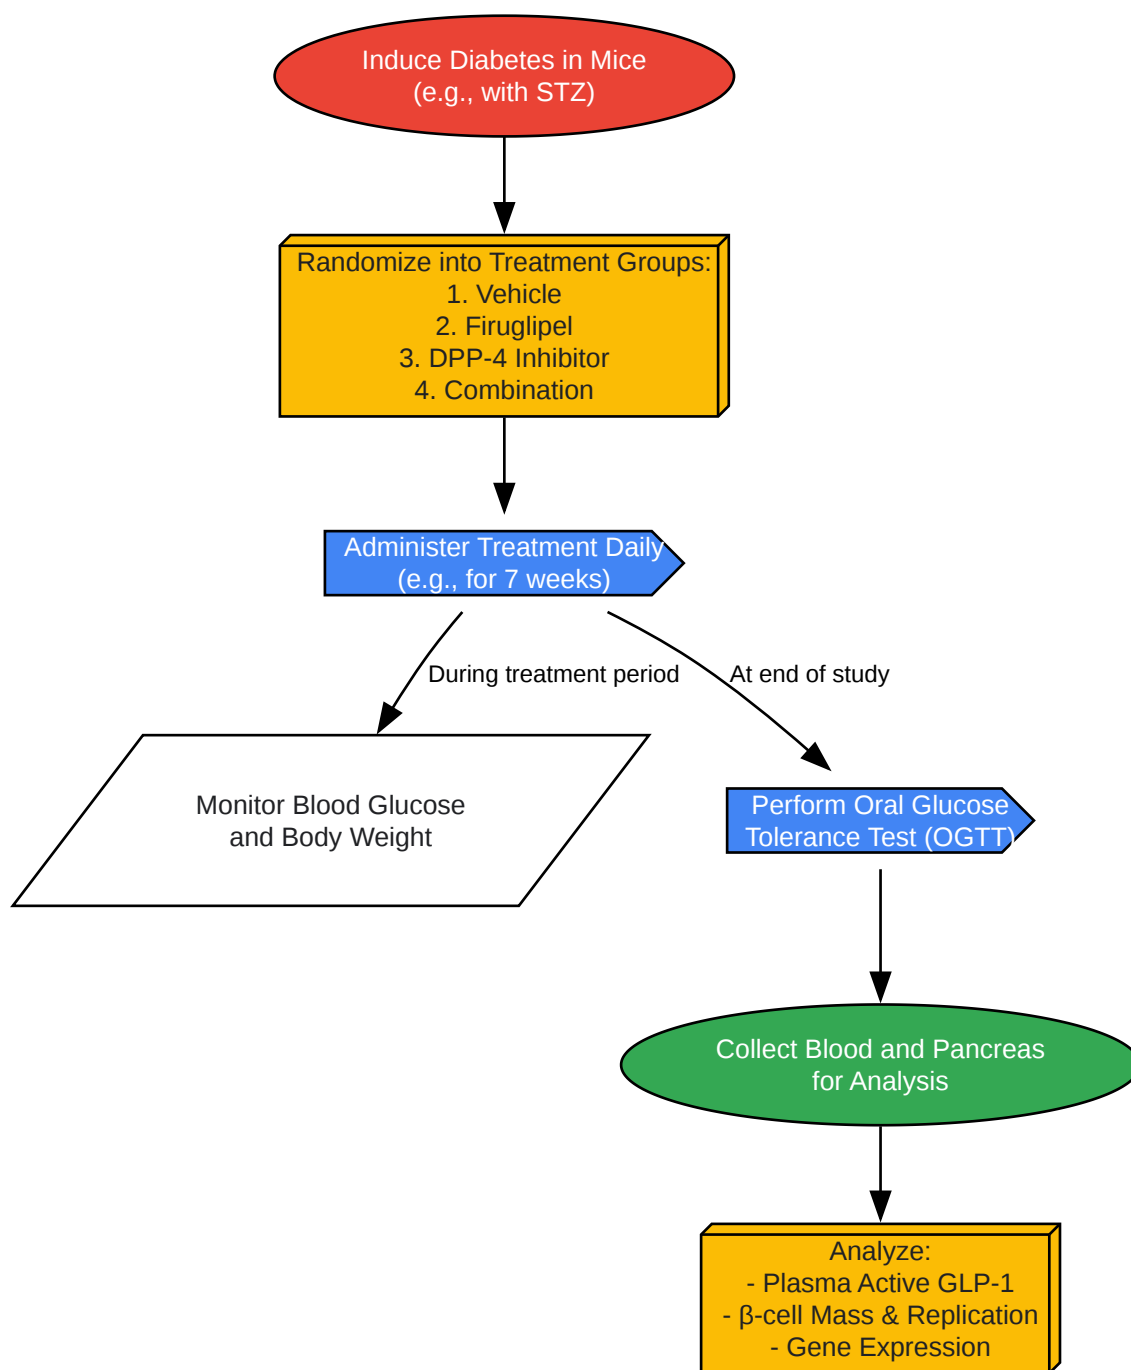 Induce Diabetes in Mice
(e.g., with STZ)
Randomize into Treatment Groups:
1. Vehicle
2. Firuglipel
3. DPP-4 Inhibitor
4. Combination
Administer Treatment Daily
(e.g., for 7 weeks)
During treatment period
At end of study
Monitor Blood Glucose
and Body Weight
Perform Oral Glucose
Tolerance Test (OGTT)
Collect Blood and Pancreas
for Analysis
Analyze:
- Plasma Active GLP-1
- β-cell Mass & Replication
- Gene Expression